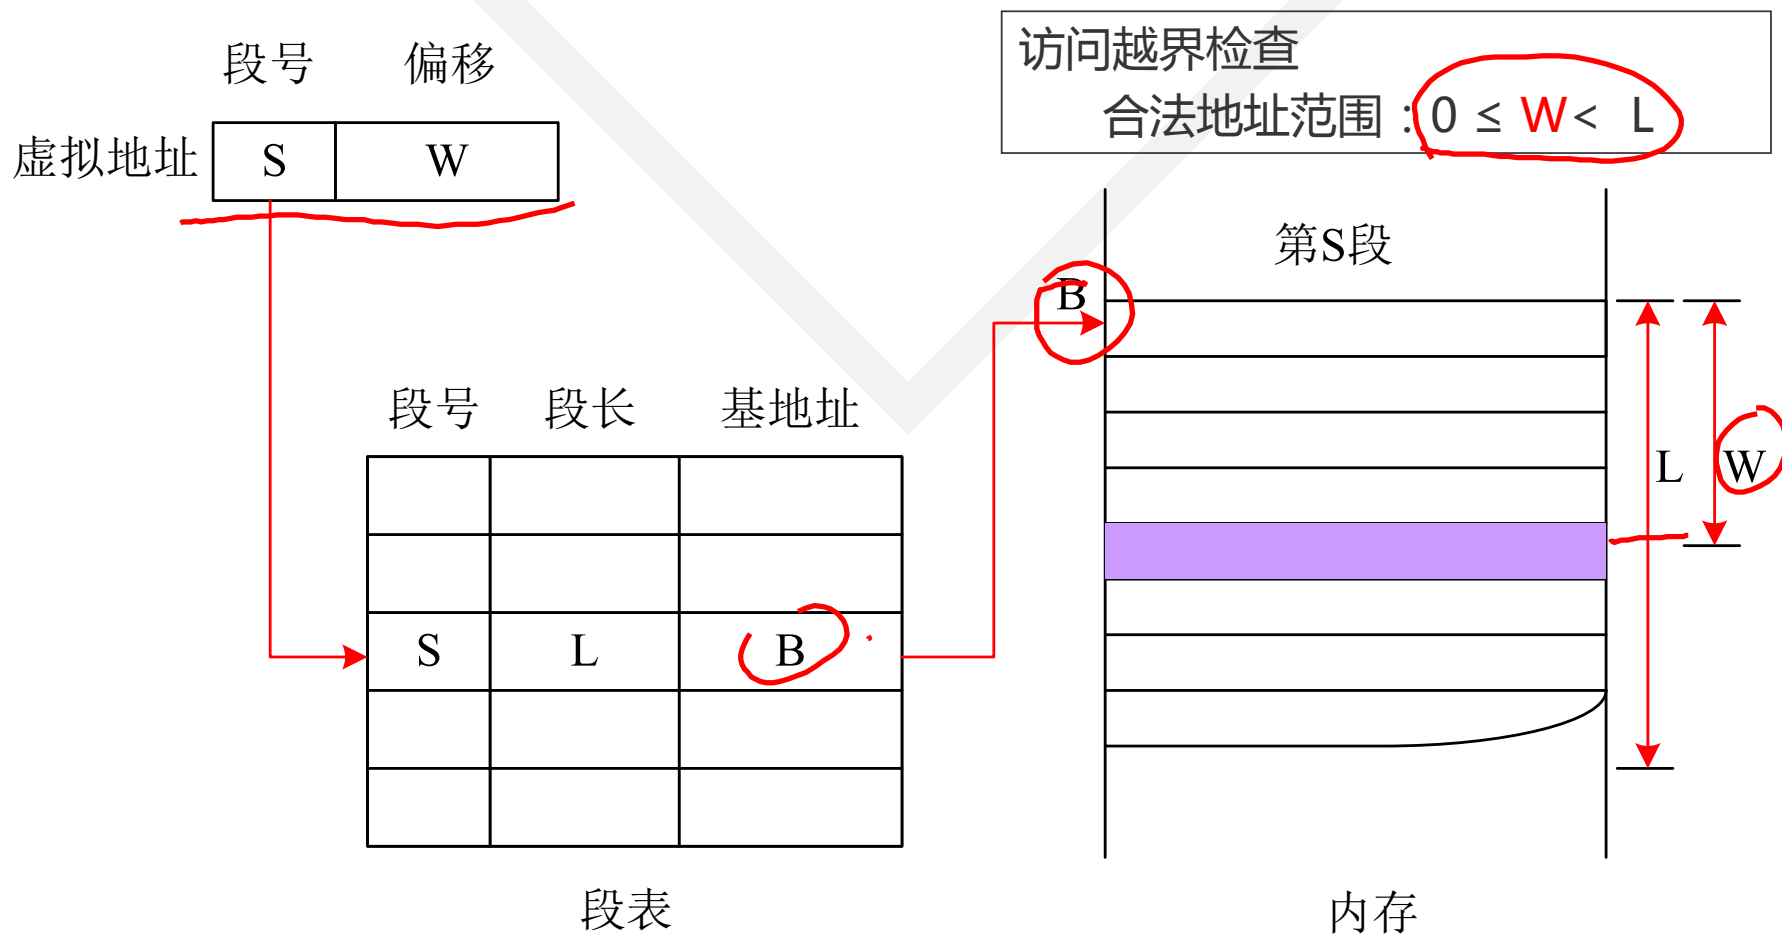 访问越界检查
合法地址范围：0 ≤ W< L
段号 偏移
虚拟地址 S W
第S段
B
段号 段长 基地址
L W
S L B
段表 内存